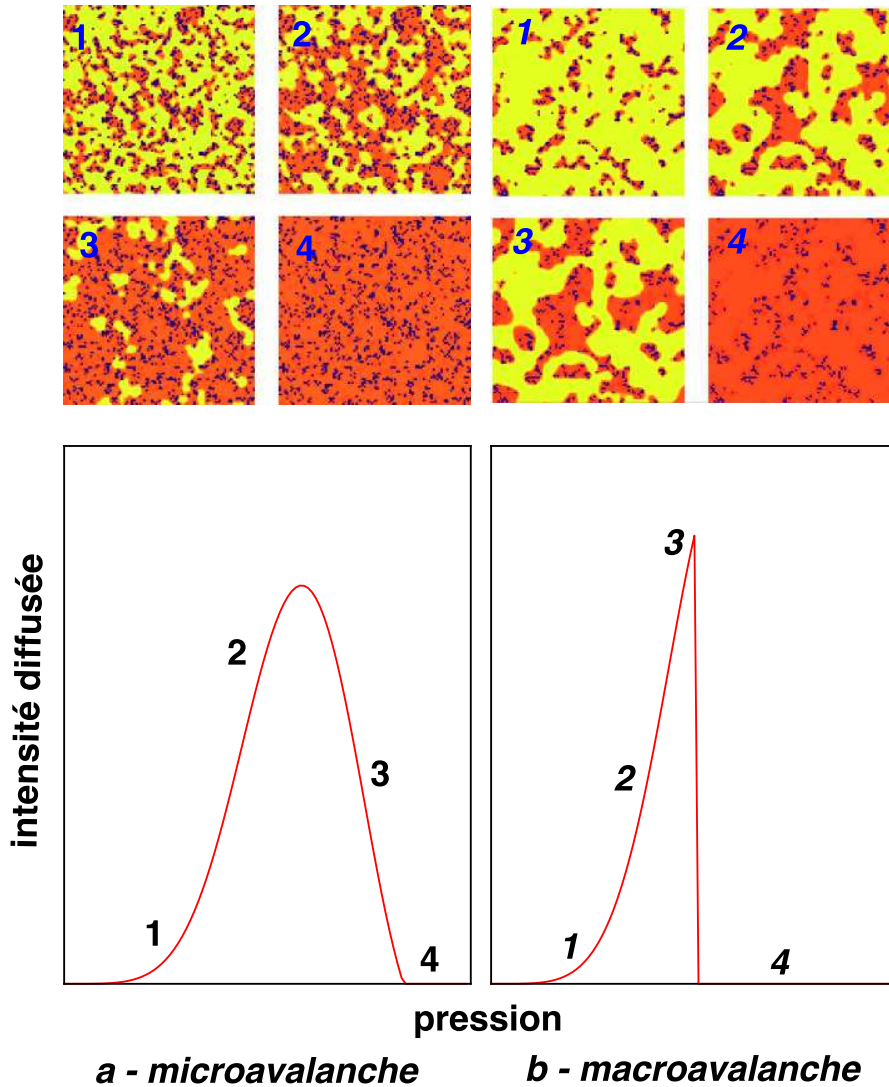 1 2 1 2
3 4 3 4
intensité diffusée
3
2
3
2
1
1
4
4
pression
a - microavalanche
b - macroavalanche